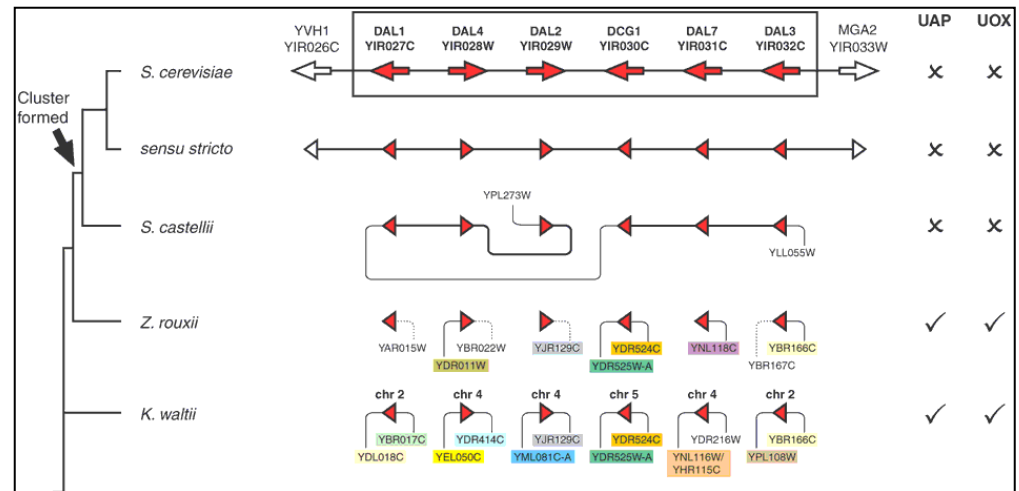 YVH1 DAL1 DAL4 DAL2 DCG1 DAL7 DAL3 MGA2 UAP UOX
YIR026C YIR027C YIR028W YIR029W YIR030C YIR031C YIR032C YIR033W
S. cerevisiae x x
Cluster
formed
sensu stricto x x
YPL273W
S. castellii x x
YLL055W
Z. rouxii ✓ ✓
YAR015W YBR022W YJR129C YDR524C YNL118C YBR166C
YDR011W YDR525W-A YBR167C
chr 2 chr 4 chr 4 chr 5 chr 4 chr 2
K. waltii ✓ ✓
YBR017C YDR414C YJR129C YDR524C YDR216W YBR166C
YDL018C YEL050C YML081C-A YDR525W-A YNL116W/ YPL108W
YHR115C